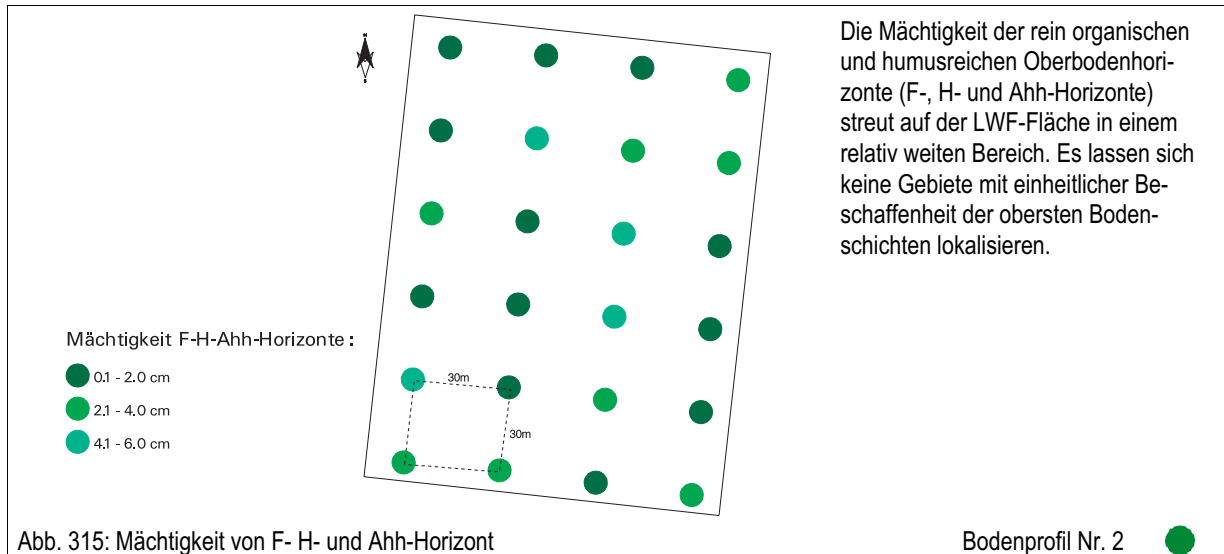 Die Mächtigkeit der rein organischen
und humusreichen Oberbodenhori-
zonte (F-, H- und Ahh-Horizonte)
streut auf der LWF-Fläche in einem
relativ weiten Bereich. Es lassen sich
keine Gebiete mit einheitlicher Be-
schaffenheit der obersten Boden-
schichten lokalisieren.
Mächtigkeit F-H-Ahh-Horizonte :
0.1 - 2.0 cm
2.1 - 4.0 cm
4.1 - 6.0 cm
30m
30m
Abb. 315: Mächtigkeit von F- H- und Ahh-Horizont
Bodenprofil Nr. 2